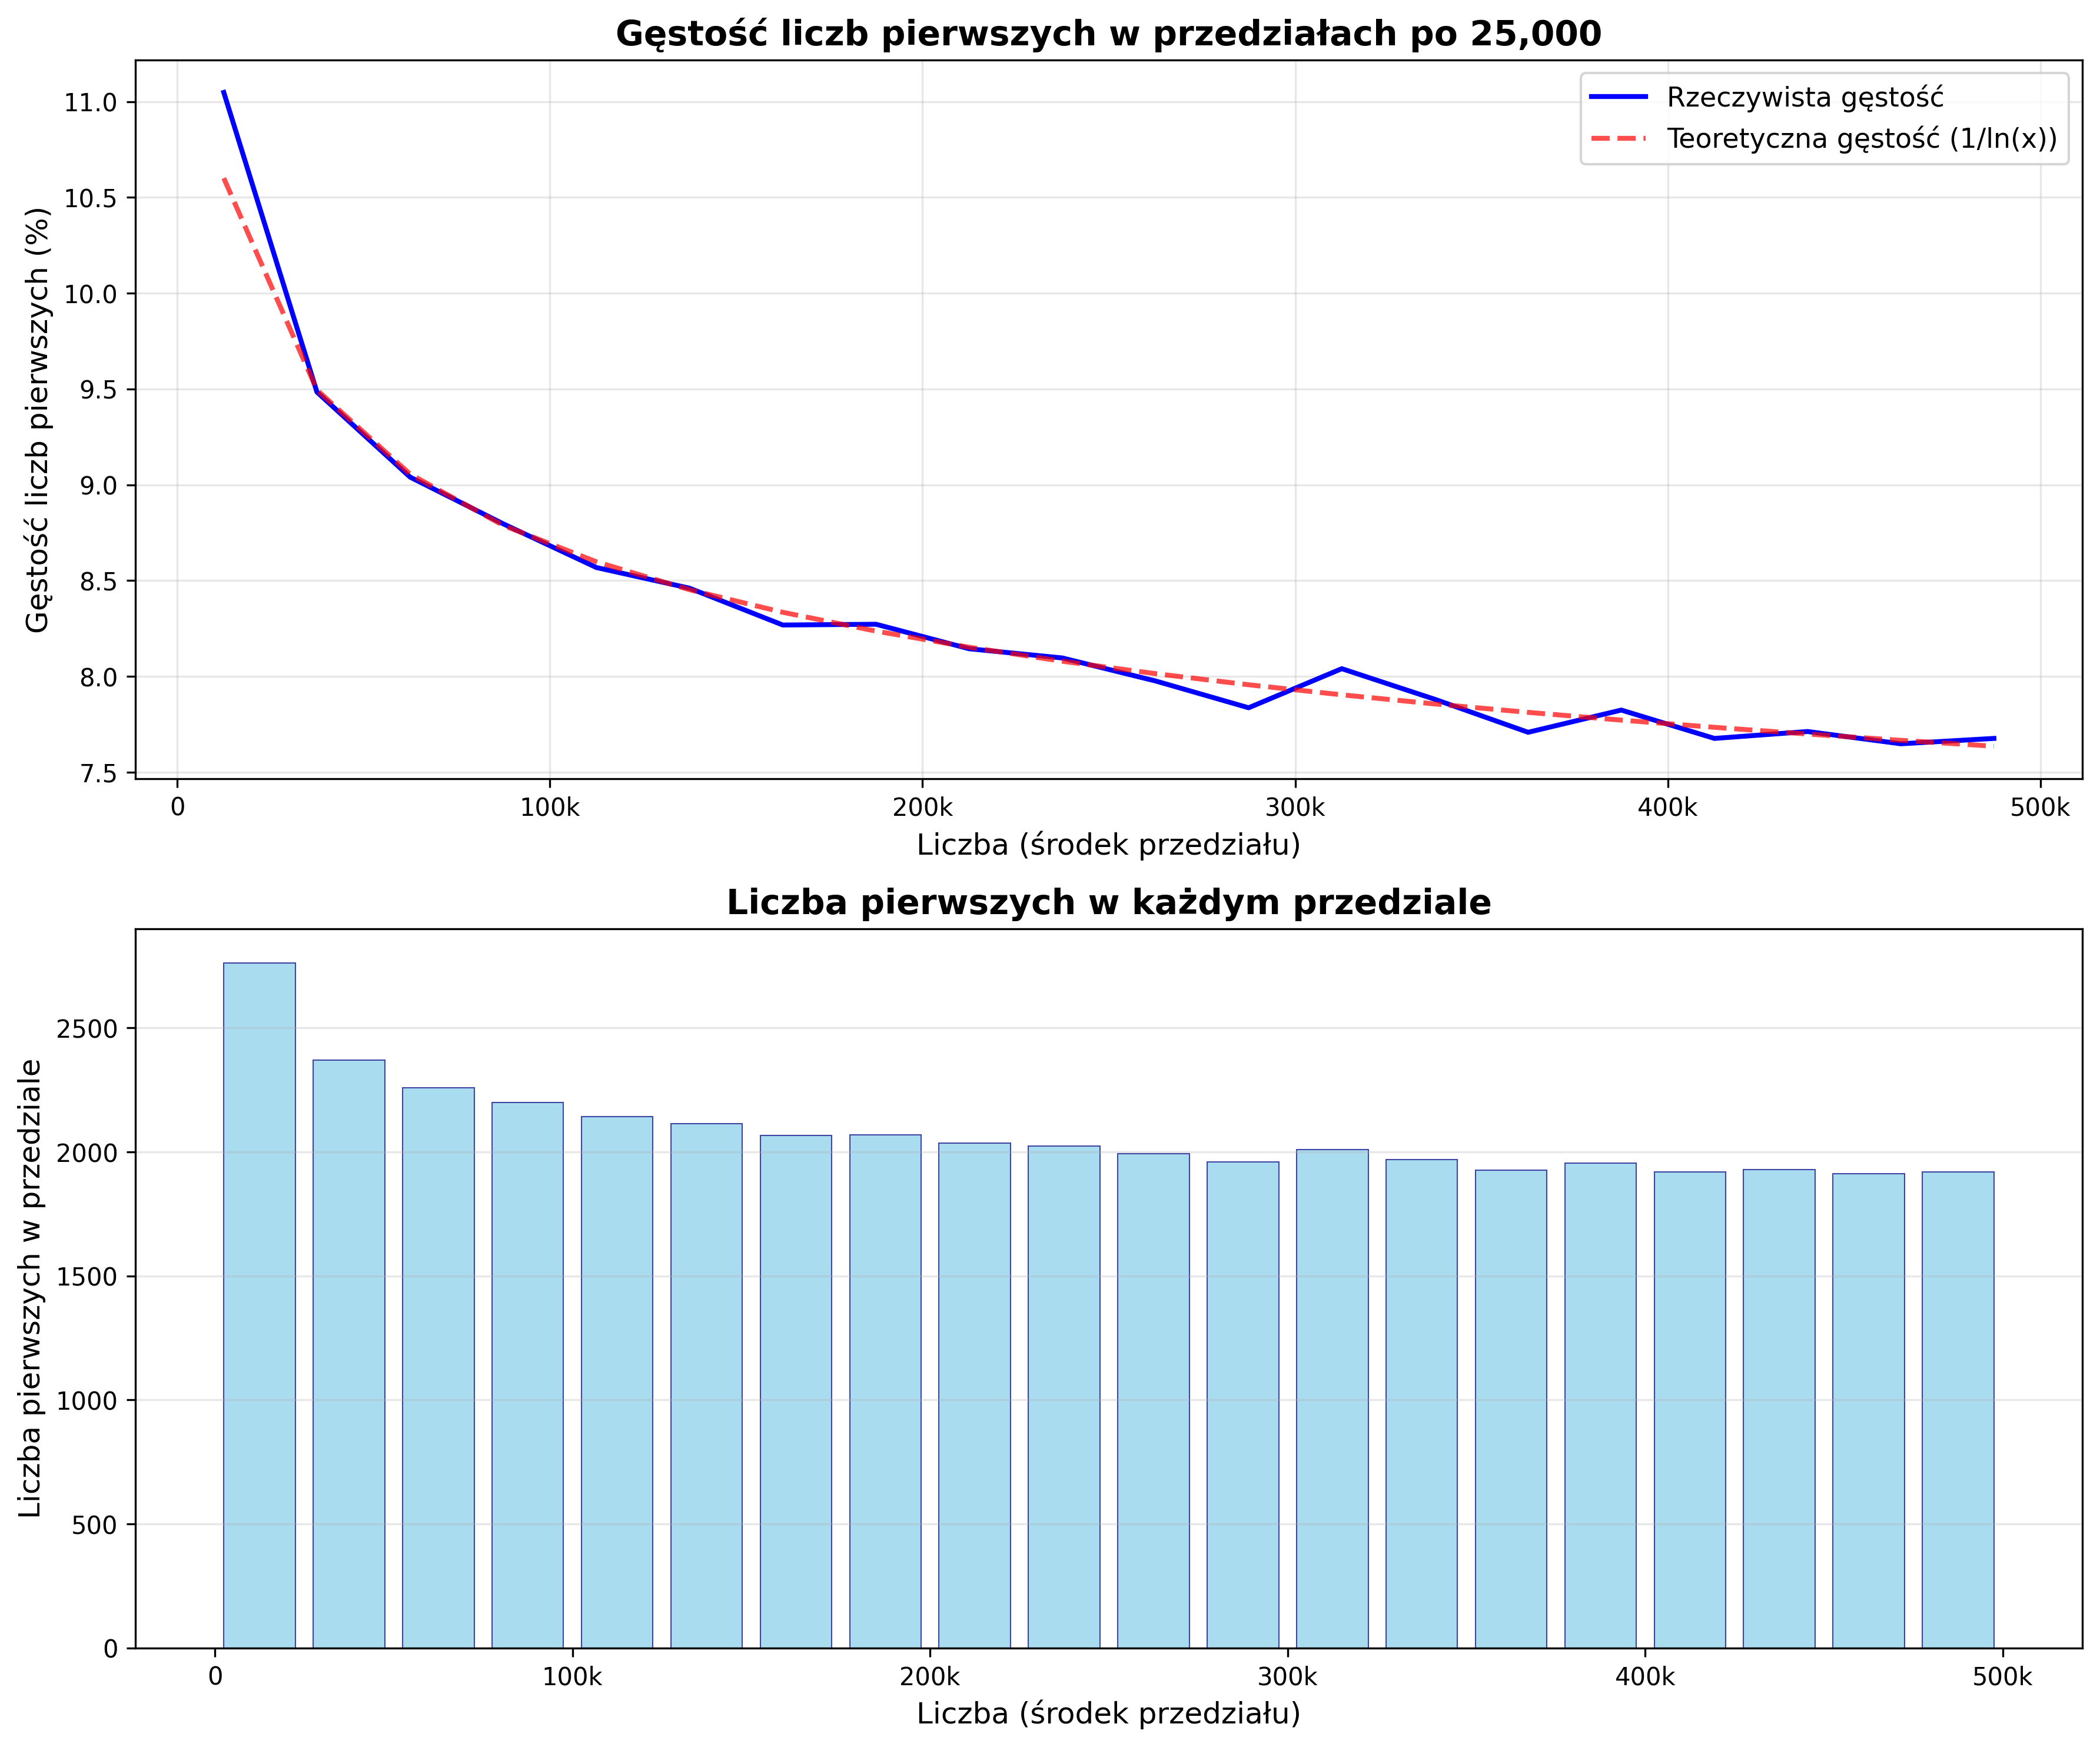 Gęstość liczb pierwszych w przedziałach po 25,000
Gęstość liczb pierwszych (%)
11.0
10.5
10.0
9.5
9.0
8.5
8.0
7.5
Rzeczywista gęstość
Teoretyczna gęstość (1/ln(x))
0
100k
200k
300k
400k
500k
Liczba (środek przedziału)
Liczba pierwszych w każdym przedziale
Liczba pierwszych w przedziale
2500
2000
1500
1000
500
0
0
100k
200k
300k
400k
500k
Liczba (środek przedziału)